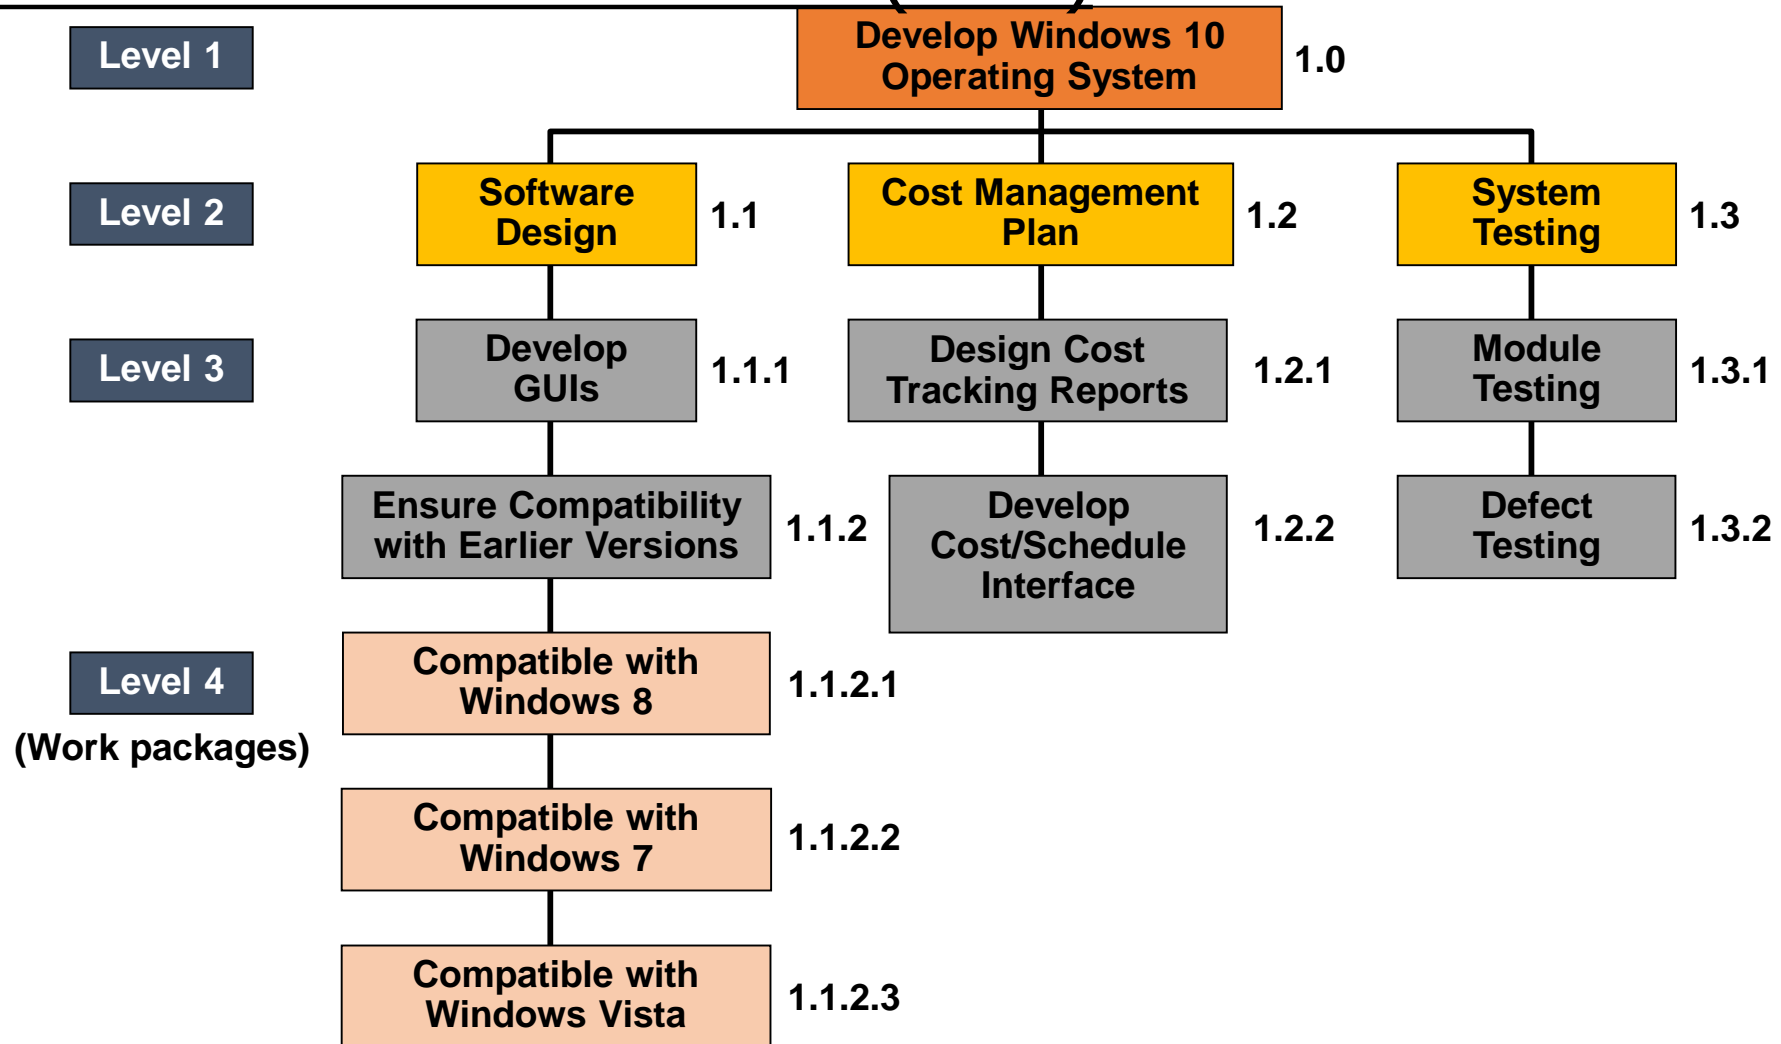 Level 1
Develop Windows 10
Operating System
1.0
Level 2
Software
Design
1.1
Cost Management
Plan
1.2
System
Testing
1.3
Level 3
Develop
GUIs
1.1.1
Design Cost
Tracking Reports
1.2.1
Module
Testing
1.3.1
Ensure Compatibility
with Earlier Versions
1.1.2
Develop
Cost/Schedule
Interface
1.2.2
Defect
Testing
1.3.2
Level 4
(Work packages)
Compatible with
Windows 8
1.1.2.1
Compatible with
Windows 7
1.1.2.2
Compatible with
Windows Vista
1.1.2.3